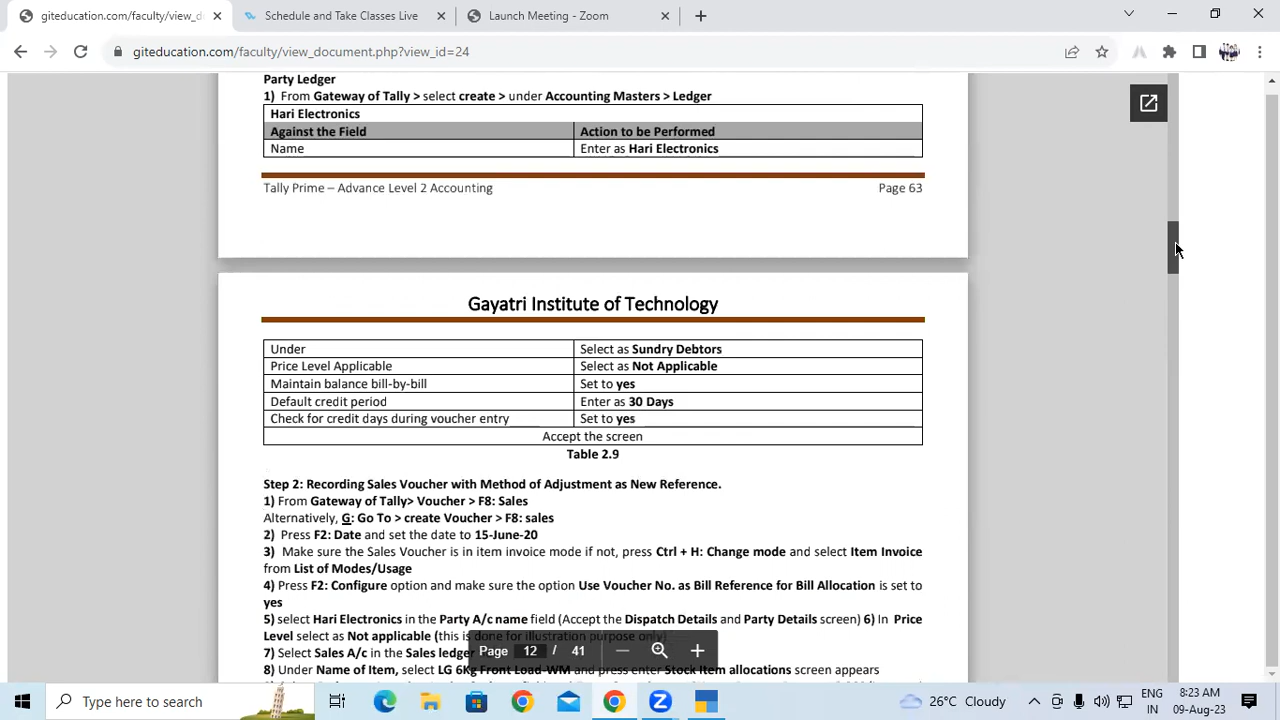 giteducation.com/faculty/view_d
Schedule and Take Classes Live
Launch Meeting - Zoom
giteducation.com/faculty/view_document.php?view_id=24
Party Ledger
1) From Gateway of Tally > select create > under Accounting Masters > Ledger
Hari Electronics
Against the Field Action to be Performed
Name Enter as Hari Electronics
Tally Prime – Advance Level 2 Accounting Page 63
Gayatri Institute of Technology
Under Select as Sundry Debtors
Price Level Applicable Select as Not Applicable
Maintain balance bill-by-bill Set to yes
Default credit period Enter as 30 Days
Check for credit days during voucher entry Set to yes
Accept the screen
Table 2.9
Step 2: Recording Sales Voucher with Method of Adjustment as New Reference.
1) From Gateway of Tally> Voucher > F8: Sales
Alternatively, G: Go To > create Voucher > F8: sales
2) Press F2: Date and set the date to 15-June-20
3) Make sure the Sales Voucher is in item invoice mode if not, press Ctrl + H: Change mode and select Item Invoice
from List of Modes/Usage
4) Press F2: Configure option and make sure the option Use Voucher No. as Bill Reference for Bill Allocation is set to
yes
5) select Hari Electronics in the Party A/c name field (Accept the Dispatch Details and Party Details screen) 6) In Price
Level select as Not applicable (this is done for illustration purpose only)
7) Select Sales A/c in the Sales ledger
8) Under Name of Item, select LG 6Kg Front Load-WM and press enter Stock Item allocations screen appears
Page 12 / 41
Type here to search
26°C Cloudy
ENG
IN
8:23 AM
09-Aug-23